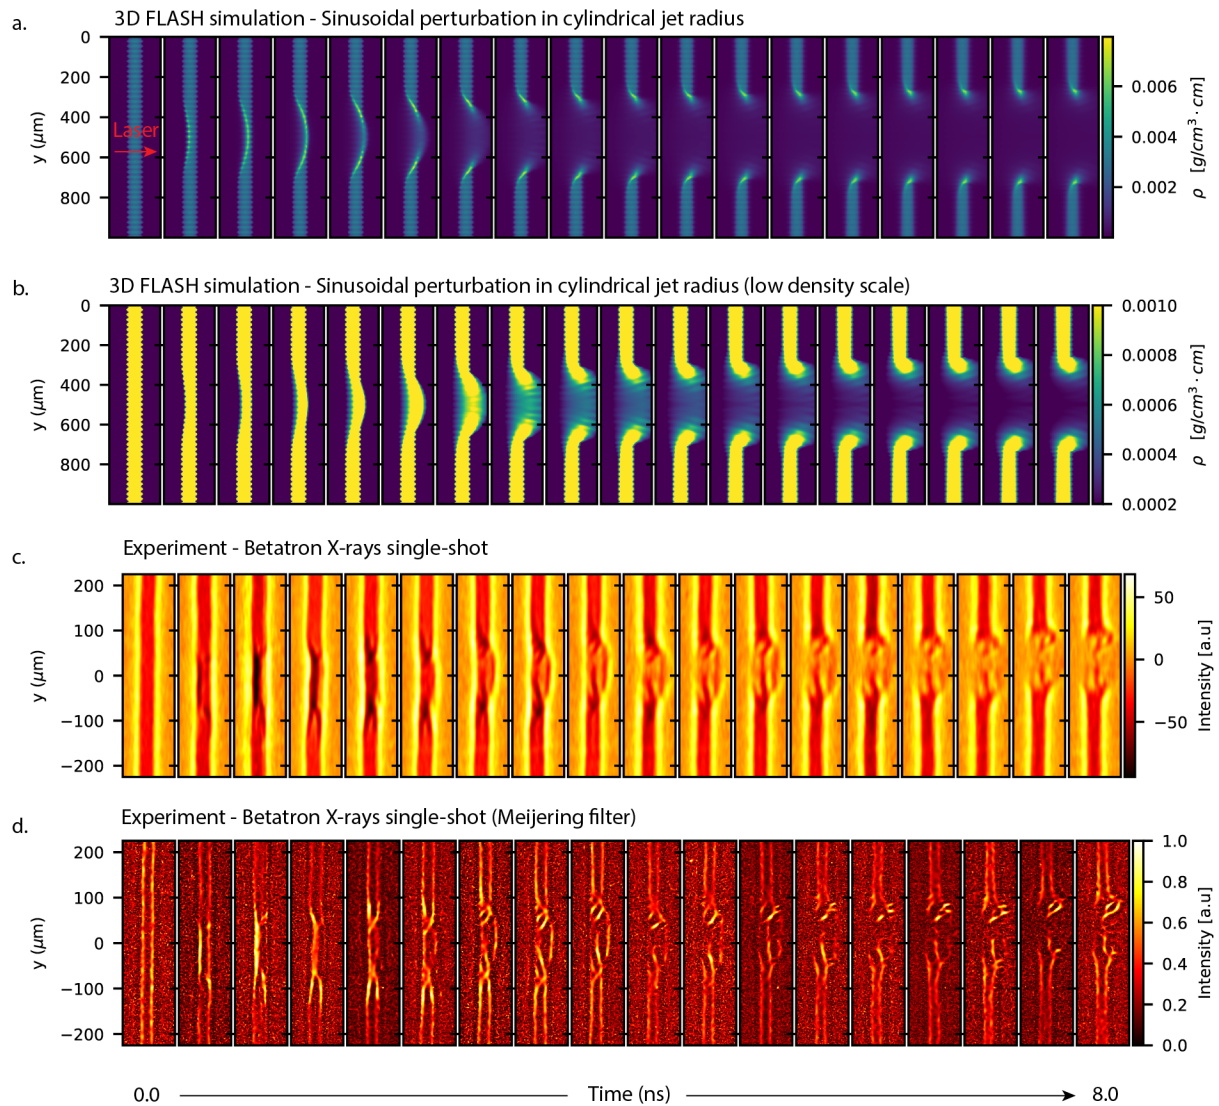 a.
3D FLASH simulation - Sinusoidal perturbation in cylindrical jet radius
0
200
400
600
800
y (μm)
Laser
0.006
0.004
0.002
ρ [g/cm³ · cm]
b.
3D FLASH simulation - Sinusoidal perturbation in cylindrical jet radius (low density scale)
0
200
400
600
800
y (μm)
0.0010
0.0008
0.0006
0.0004
0.0002
ρ [g/cm³ · cm]
c.
Experiment - Betatron X-rays single-shot
200
100
0
−100
−200
y (μm)
50
0
−50
Intensity [a.u]
d.
Experiment - Betatron X-rays single-shot (Meijering filter)
200
100
0
−100
−200
y (μm)
1.0
0.8
0.6
0.4
0.2
0.0
Intensity [a.u]
0.0 Time (ns) 8.0